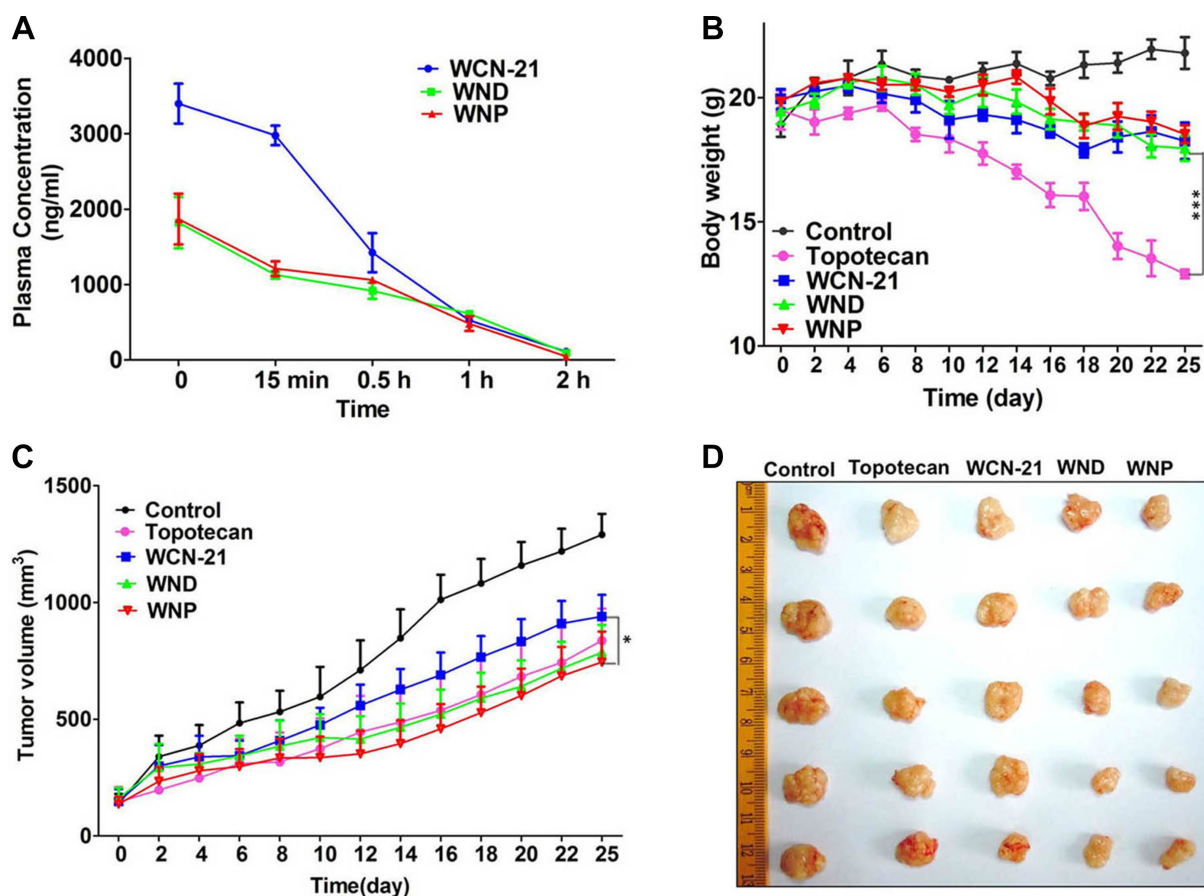 A
4000
3000
2000
1000
0
Plasma Concentration
(ng/ml)
WCN-21
WND
WNP
0 15 min 0.5 h 1 h 2 h
Time
B
20
15
10
Body weight (g)
Control
Topotecan
WCN-21
WND
WNP
***
0 2 4 6 8 10 12 14 16 18 20 22 25
Time (day)
C
1500
1000
500
0
Tumor volume (mm3)
Control
Topotecan
WCN-21
WND
WNP
*
0 2 4 6 8 10 12 14 16 18 20 22 25
Time(day)
D
Control Topotecan WCN-21 WND WNP
1
2
3
4
5
6
7
8
9
10
11
12
13